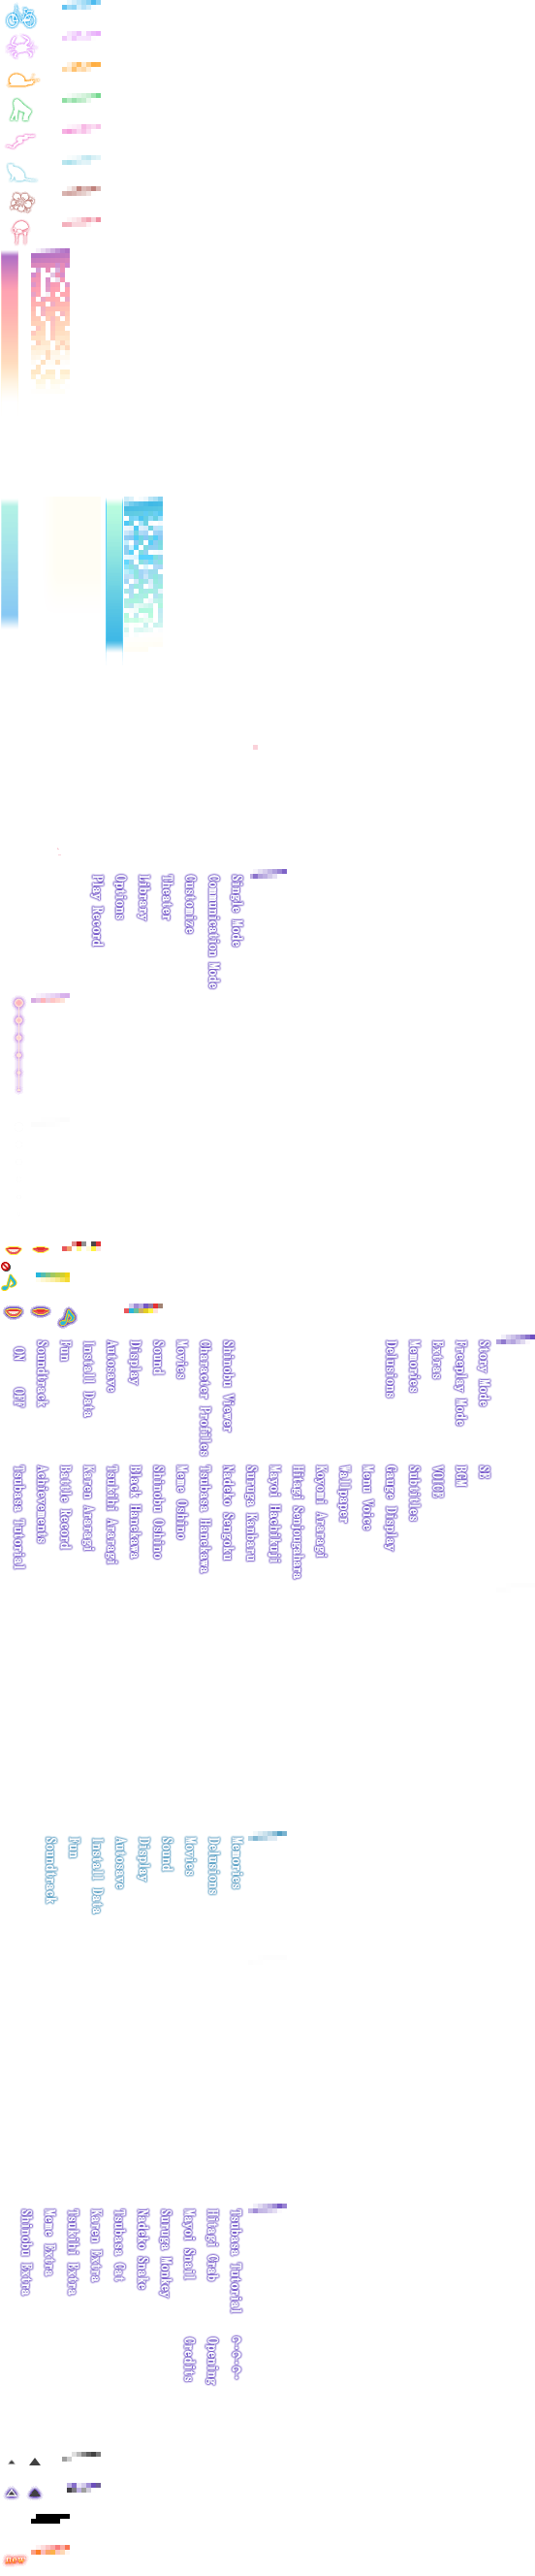 Single Mode
Communication Mode
Customize
Theater
Library
Options
Play Record
Story Mode
Freeplay Mode
Extras
Memories
Delusions
Shinobu Viewer
Character Profiles
Movies
Sound
Display
Autosave
Install Data
Fun
Soundtrack
ON OFF
SE
BGM
VOICE
Subtitles
Gauge Display
Menu Voice
Wallpaper
Koyomi Araragi
Hitagi Senjougahara
Mayoi Hachikuji
Suruga Kanbaru
Nadeko Sengoku
Tsubasa Hanekawa
Meme Oshino
Shinobu Oshino
Black Hanekawa
Tsukihi Araragi
Karen Araragi
Battle Record
Achievements
Tsubasa Tutorial
Memories
Delusions
Movies
Sound
Display
Autosave
Install Data
Fun
Soundtrack
Tsubasa Tutorial
Hitagi Crab
Mayoi Snail
Suruga Monkey
Nadeko Snake
Tsubasa Cat
Karen Extra
Tsukihi Extra
Meme Extra
Shinobu Extra
?·?·?·
Opening
Credits
new